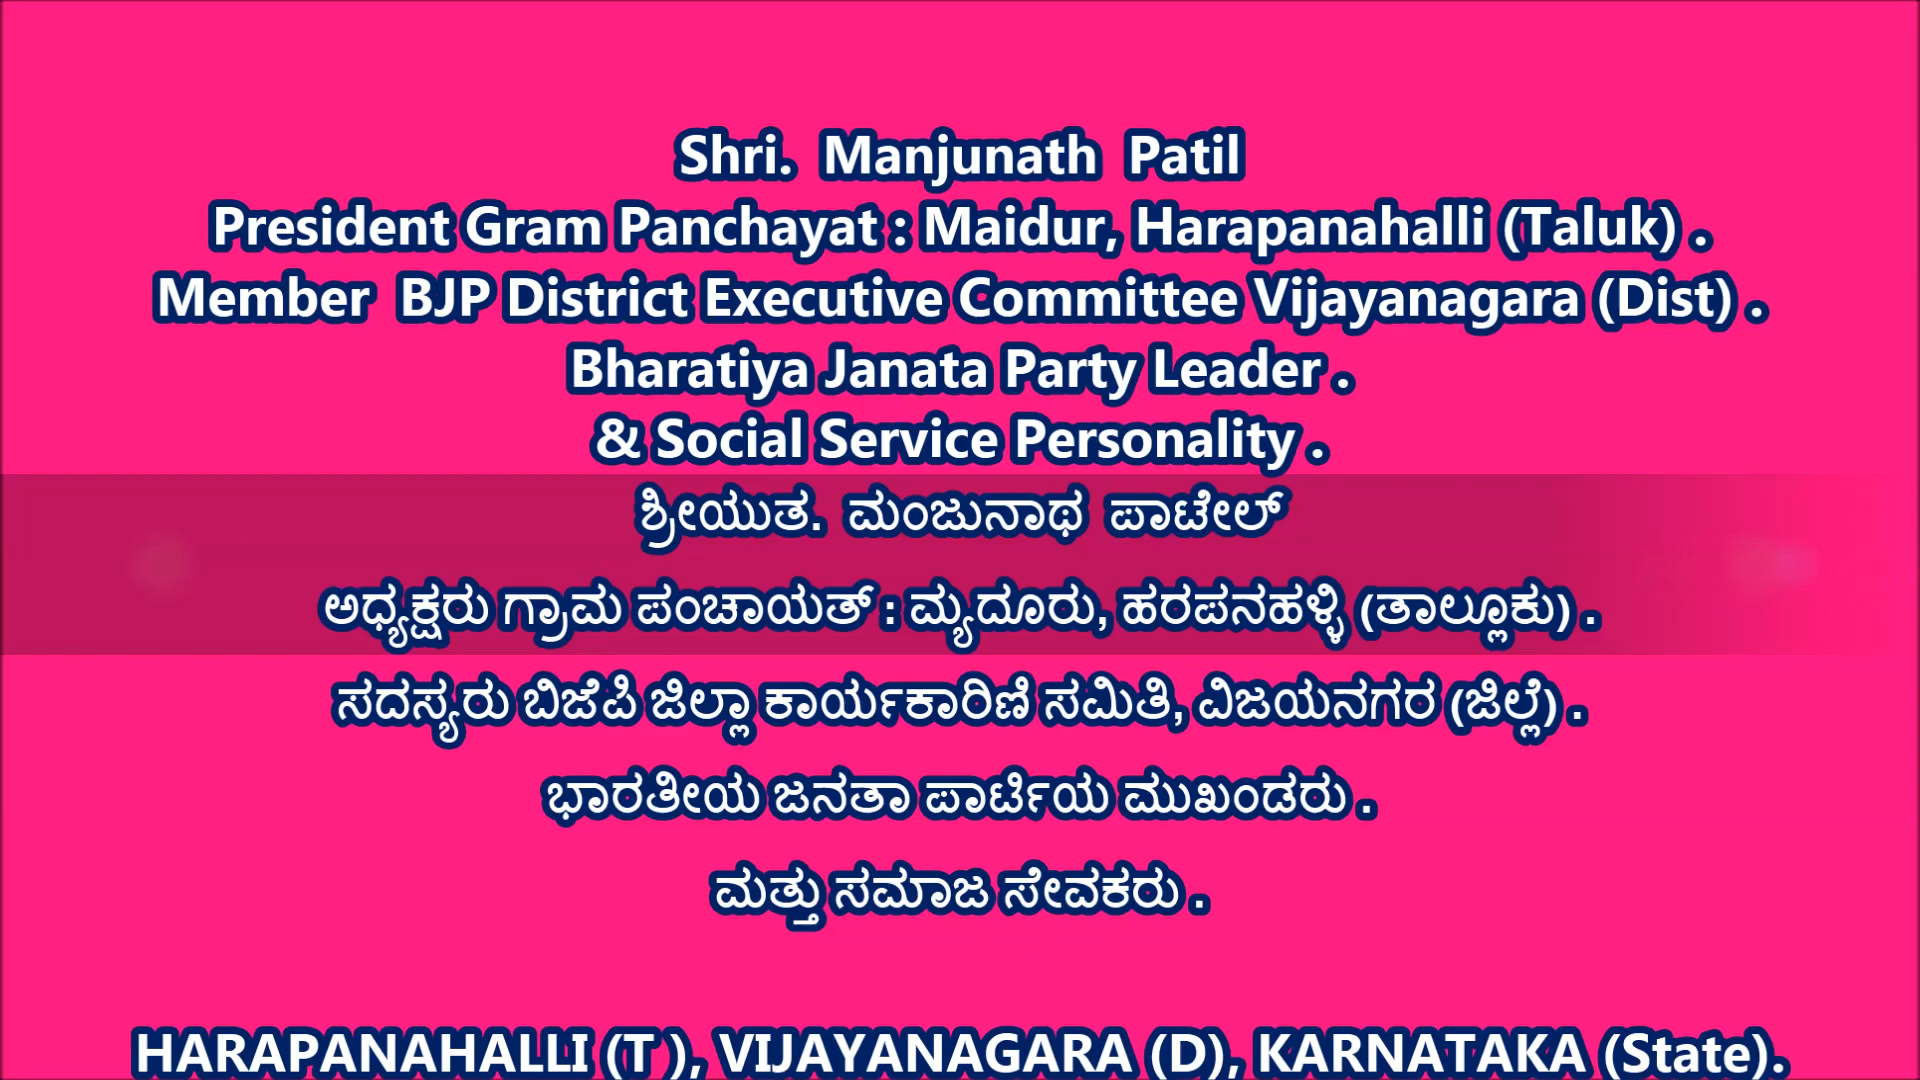 Shri. Manjunath Patil
President Gram Panchayat : Maidur, Harapanahalli (Taluk) .
Member BJP District Executive Committee Vijayanagara (Dist) .
Bharatiya Janata Party Leader .
& Social Service Personality .
ಶ್ರೀಯುತ. ಮಂಜುನಾಥ ಪಾಟೇಲ್
ಅಧ್ಯಕ್ಷರು ಗ್ರಾಮ ಪಂಚಾಯತ್ : ಮ್ಯದೂರು, ಹರಪನಹಳ್ಳಿ (ತಾಲ್ಲೂಕು) .
ಸದಸ್ಯರು ಬಿಜೆಪಿ ಜಿಲ್ಲಾ ಕಾರ್ಯಕಾರಿಣಿ ಸಮಿತಿ, ವಿಜಯನಗರ (ಜಿಲ್ಲೆ) .
ಭಾರತೀಯ ಜನತಾ ಪಾರ್ಟಿಯ ಮುಖಂಡರು .
ಮತ್ತು ಸಮಾಜ ಸೇವಕರು .
HARAPANAHALLI (T ), VIJAYANAGARA (D), KARNATAKA (State).